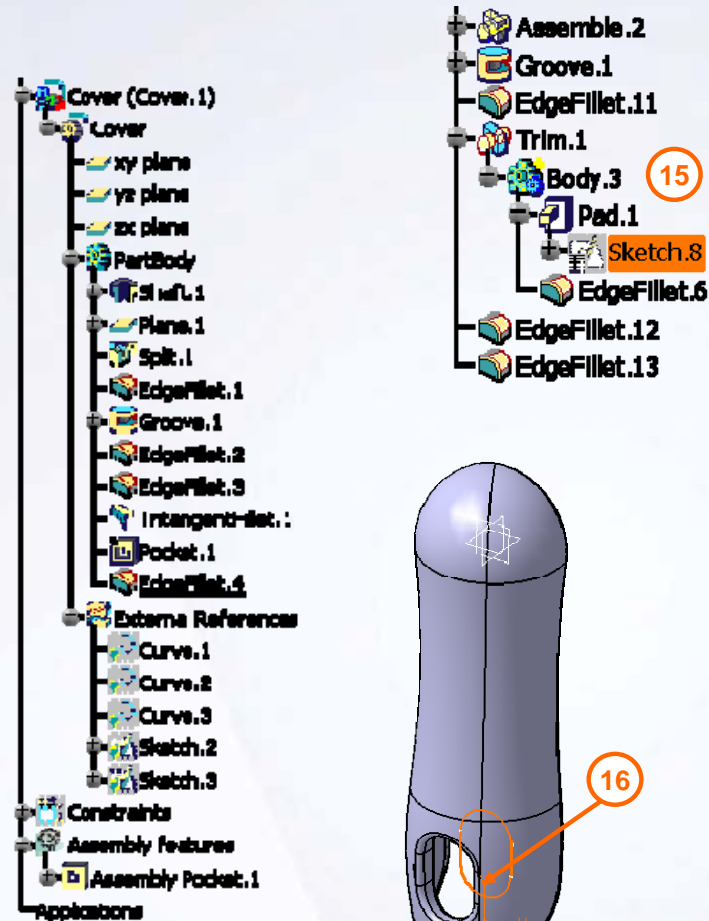 Cover (Cover.1)
Cover
xy plane
yz plane
zx plane
PartBody
Shaft.1
Plane.1
Split.1
EdgeFillet.1
Groove.1
EdgeFillet.2
EdgeFillet.3
Pocket.1
EdgeFillet.4
External References
Curve.1
Curve.2
Curve.3
Sketch.2
Sketch.3
Constraints
Assembly features
Assembly Pocket.1
Applications
Assemble.2
Groove.1
EdgeFillet.11
Trim.1
Body.3
15
Pad.1
Sketch.8
EdgeFillet.6
EdgeFillet.12
EdgeFillet.13
16